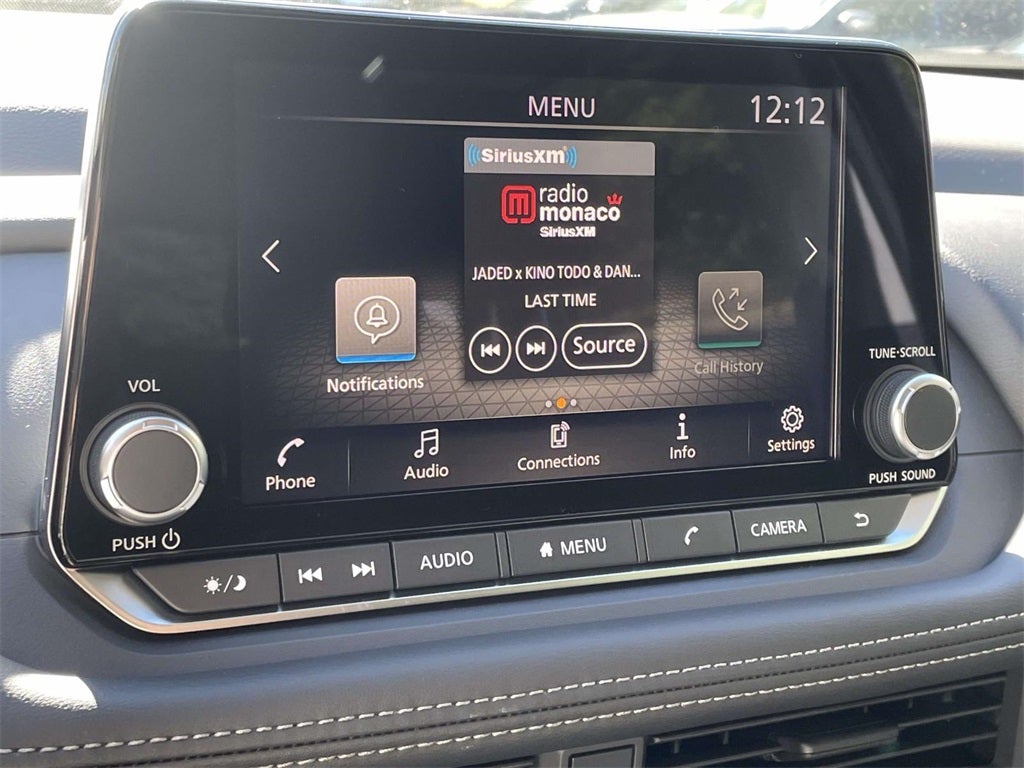 MENU
12:12
SiriusXM
radio
monaco
SiriusXM
JADED x KINO TODO & DAN...
LAST TIME
Source
Notifications
Call History
Phone
Audio
Connections
Info
Settings
VOL
PUSH
TUNE·SCROLL
PUSH SOUND
AUDIO
MENU
CAMERA